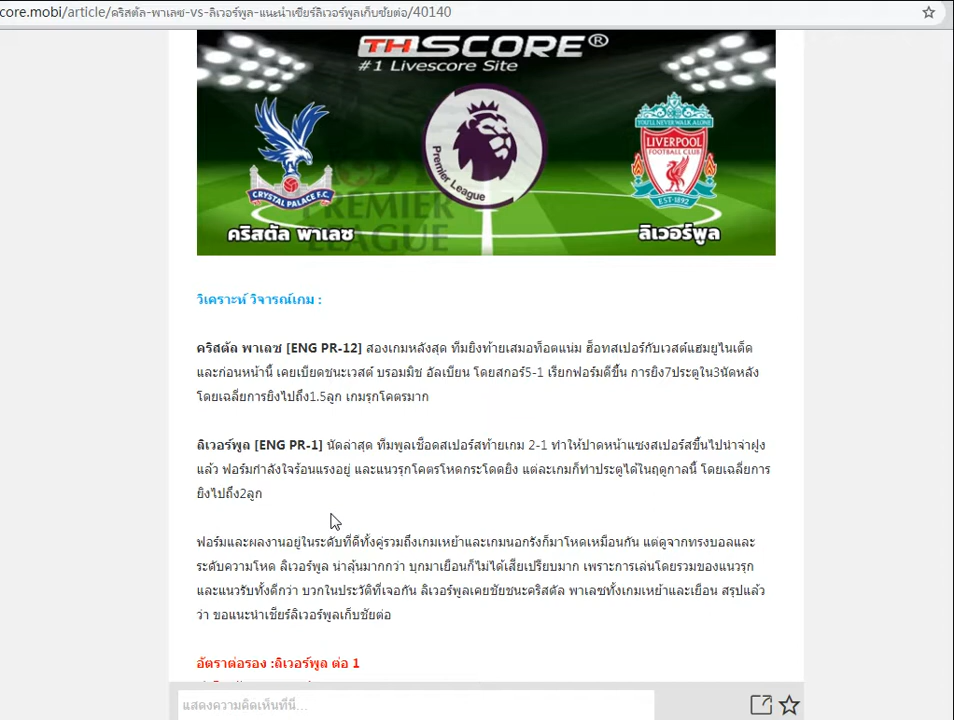 core.mobi/article/คริสตัล-พาเลซ-vs-ลิเวอร์พูล-แนะนำเชียร์ลิเวอร์พูลเก็บชัยต่อ/40140
THSCORE®
#1 Livescore Site
CRYSTAL PALACE F.C.
Premier League
YOU'LL NEVER WALK ALONE
LIVERPOOL
FOOTBALL CLUB
EST·1892
PREMIER
LEAGUE
คริสตัล พาเลซ
ลิเวอร์พูล
วิเคราะห์ วิจารณ์เกม :
คริสตัล พาเลซ [ENG PR-12] สองเกมหลังสุด ทีมยิงท้ายเสมอท็อตแน่ม ฮ็อทสเปอร์กับเวสต์แฮมยูไนเต็ด
และก่อนหน้านี้ เคยเบียดชนะเวสต์ บรอมมิช อัลเบียน โดยสกอร์5-1 เรียกฟอร์มดีขึ้น การยิง7ประตูใน3นัดหลัง
โดยเฉลี่ยการยิงไปถึง1.5ลูก เกมรุกโคตรมาก
ลิเวอร์พูล [ENG PR-1] นัดล่าสุด ทีมพูลเชือดสเปอร์สท้ายเกม 2-1 ทำให้ปาดหน้าแซงสเปอร์สขึ้นไปนำจ่าฝูง
แล้ว ฟอร์มกำลังใจร้อนแรงอยู่ และแนวรุกโคตรโหดกระโดดยิง แต่ละเกมก็ทำประตูได้ในฤดูกาลนี้ โดยเฉลี่ยการ
ยิงไปถึง2ลูก
ฟอร์มและผลงานอยู่ในระดับที่ดีทั้งคู่รวมถึงเกมเหย้าและเกมนอกรังก็มาโหดเหมือนกัน แต่ดูจากทรงบอลและ
ระดับความโหด ลิเวอร์พูล น่าลุ้นมากกว่า บุกมาเยือนก็ไม่ได้เสียเปรียบมาก เพราะการเล่นโดยรวมของแนวรุก
และแนวรับทั้งดีกว่า บวกในประวัติที่เจอกัน ลิเวอร์พูลเคยชัยชนะคริสตัล พาเลซทั้งเกมเหย้าและเยือน สรุปแล้ว
ว่า ขอแนะนำเชียร์ลิเวอร์พูลเก็บชัยต่อ
อัตราต่อรอง :ลิเวอร์พูล ต่อ 1
แสดงความคิดเห็นที่นี่...